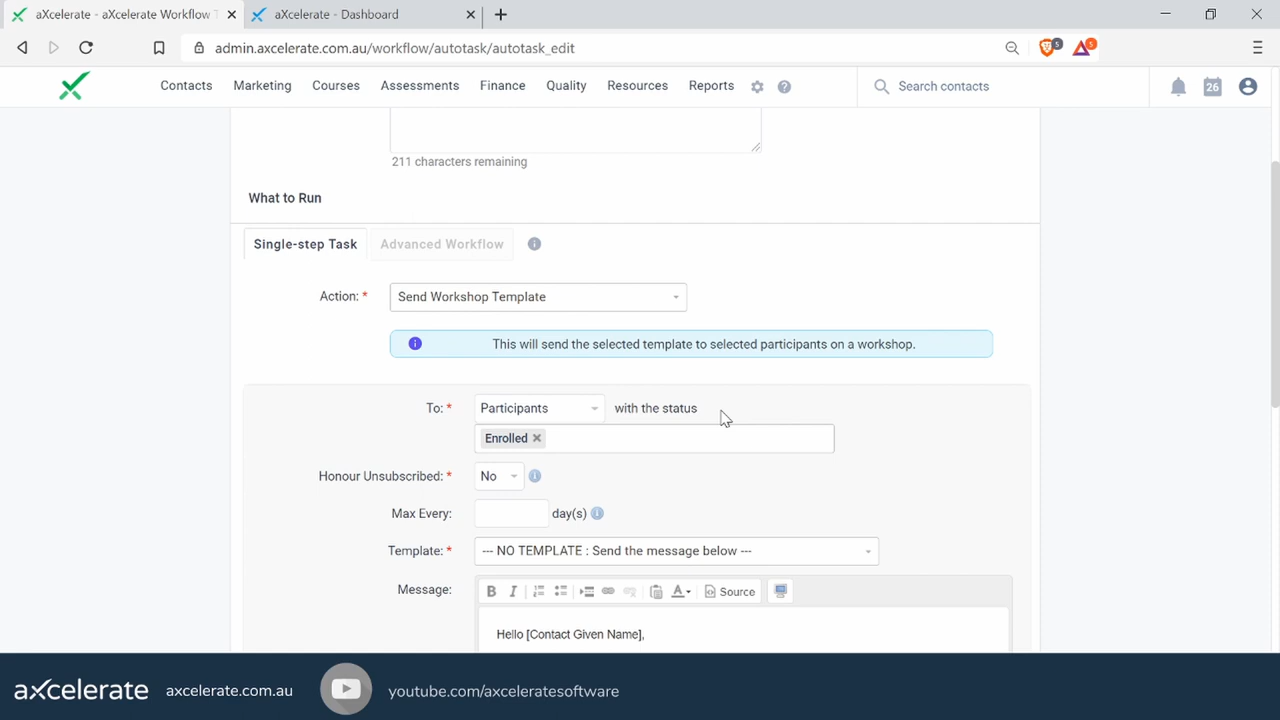 aXcelerate - aXcelerate Workflow T
aXcelerate - Dashboard
admin.axcelerate.com.au/workflow/autotask/autotask_edit
5
5
Contacts Marketing Courses Assessments Finance Quality Resources Reports
Search contacts
26
211 characters remaining
What to Run
Single-step Task Advanced Workflow
Action: * Send Workshop Template
This will send the selected template to selected participants on a workshop.
To: * Participants with the status
Enrolled
Honour Unsubscribed: * No
Max Every: day(s)
Template: * --- NO TEMPLATE : Send the message below ---
Message: B I A Source
Hello [Contact Given Name],
axcelerate axcelerate.com.au youtube.com/axceleratesoftware